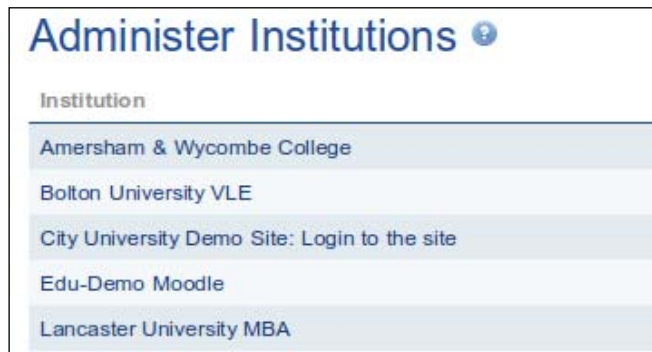 Administer Institutions
Institution
Amersham & Wycombe College
Bolton University VLE
City University Demo Site: Login to the site
Edu-Demo Moodle
Lancaster University MBA